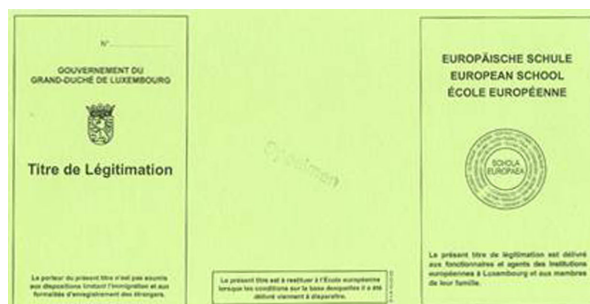 N°
GOUVERNEMENT DU
GRAND-DUCHÉ DE LUXEMBOURG
Titre de Légitimation
Le porteur du présent titre n'est pas soumis
aux dispositions limitant l'immigration et aux
formalités d'enregistrement des étrangers.
Specimen
Le présent titre est à restituer à l'École européenne
lorsque les conditions sur la base desquelles il a été
délivré viennent à disparaître.
EUROPÄISCHE SCHULE
EUROPEAN SCHOOL
ÉCOLE EUROPÉENNE
SCHOLA
EUROPAEA
Le présent titre de légitimation est délivré
aux fonctionnaires et agents des Institutions
européennes à Luxembourg et aux membres
de leur famille.